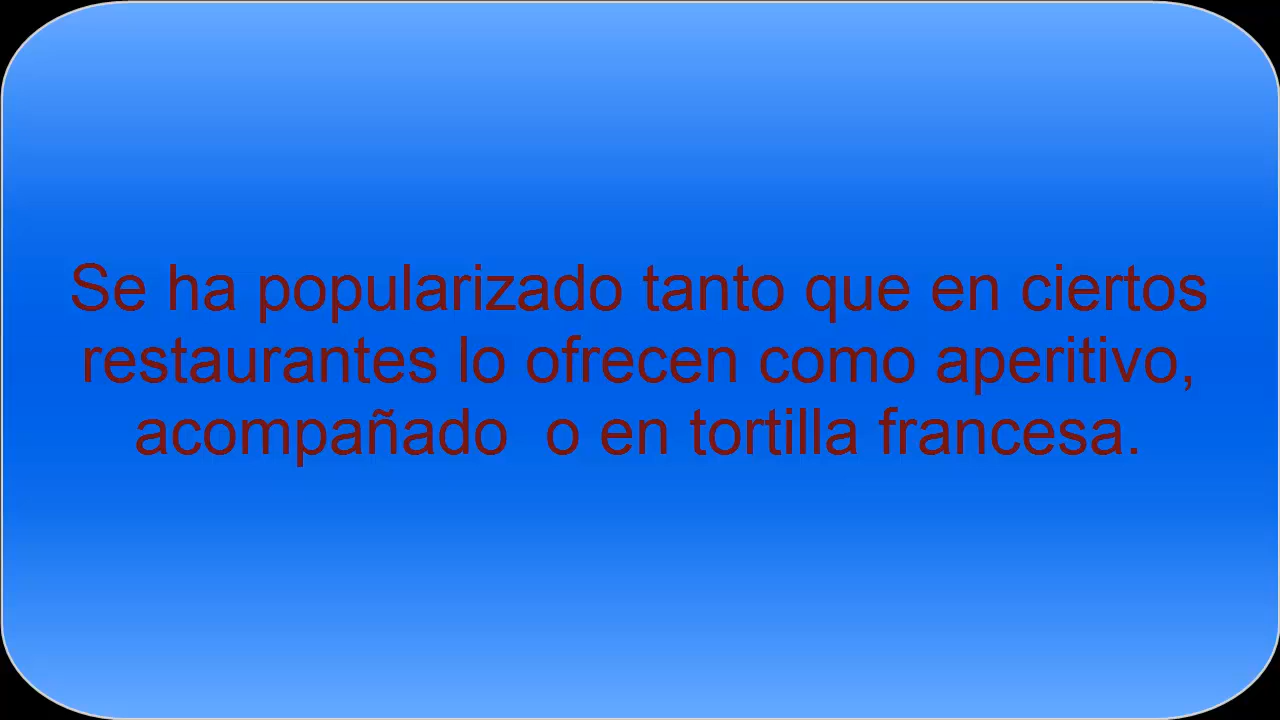 Se ha popularizado tanto que en ciertos
restaurantes lo ofrecen como aperitivo,
acompañado  o en tortilla francesa.